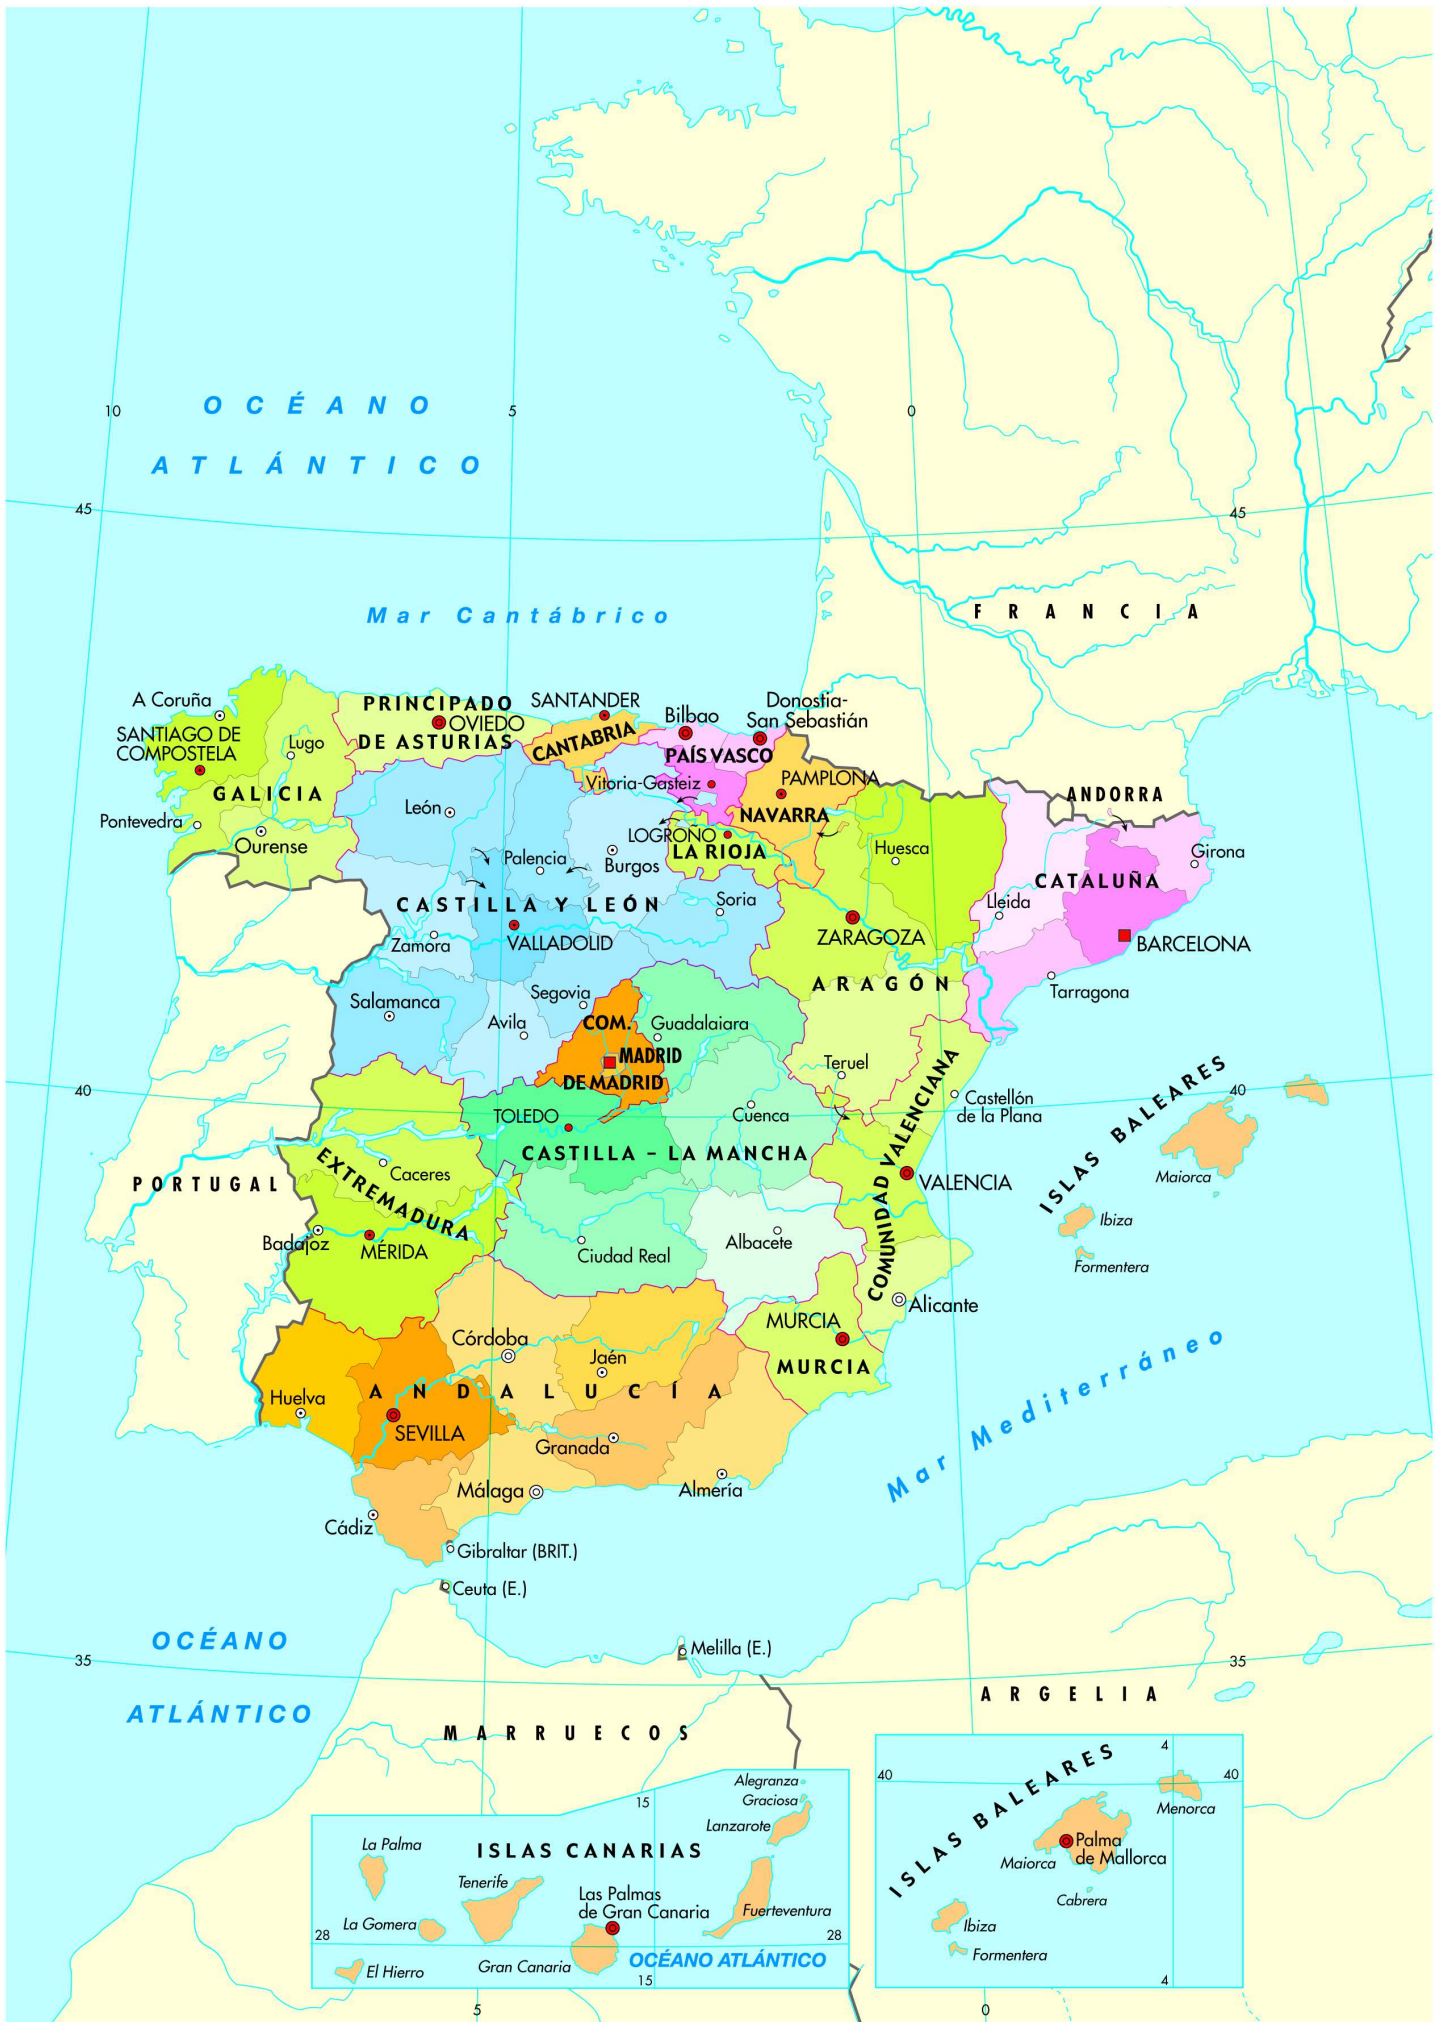 OCÉANO
ATLÁNTICO
10
5
0
45
45
Mar Cantábrico
FRANCIA
A Coruña
SANTIAGO DE
COMPOSTELA
Lugo
GALICIA
Pontevedra
Ourense
PRINCIPADO
DE ASTURIAS
OVIEDO
SANTANDER
CANTABRIA
Bilbao
Donostia-
San Sebastián
PAÍS VASCO
Vitoria-Gasteiz
PAMPLONA
NAVARRA
LOGROÑO
LA RIOJA
ANDORRA
León
Palencia
Burgos
CASTILLA Y LEÓN
Soria
Zamora
VALLADOLID
Salamanca
Segovia
Avila
Huesca
ZARAGOZA
ARAGÓN
Teruel
Girona
CATALUÑA
Lleida
BARCELONA
Tarragona
COM.
MADRID
DE MADRID
Guadalaiara
TOLEDO
Cuenca
CASTILLA – LA MANCHA
Ciudad Real
Albacete
40
40
PORTUGAL
EXTREMADURA
Caceres
Badajoz
MÉRIDA
COMUNIDAD VALENCIANA
Castellón
de la Plana
VALENCIA
Alicante
ISLAS BALEARES
Maiorca
Ibiza
Formentera
MURCIA
MURCIA
Mar Mediterráneo
Córdoba
Jaén
ANDALUCÍA
Huelva
SEVILLA
Granada
Málaga
Almería
Cádiz
Gibraltar (BRIT.)
Ceuta (E.)
Melilla (E.)
OCÉANO
ATLÁNTICO
35
35
MARRUECOS
ARGELIA
15
ISLAS CANARIAS
Alegranza
Graciosa
Lanzarote
La Palma
Tenerife
Las Palmas
de Gran Canaria
Fuerteventura
La Gomera
28
28
El Hierro
Gran Canaria
OCÉANO ATLÁNTICO
15
4
40
40
ISLAS BALEARES
Menorca
Palma
de Mallorca
Maiorca
Cabrera
Ibiza
Formentera
4
5
0